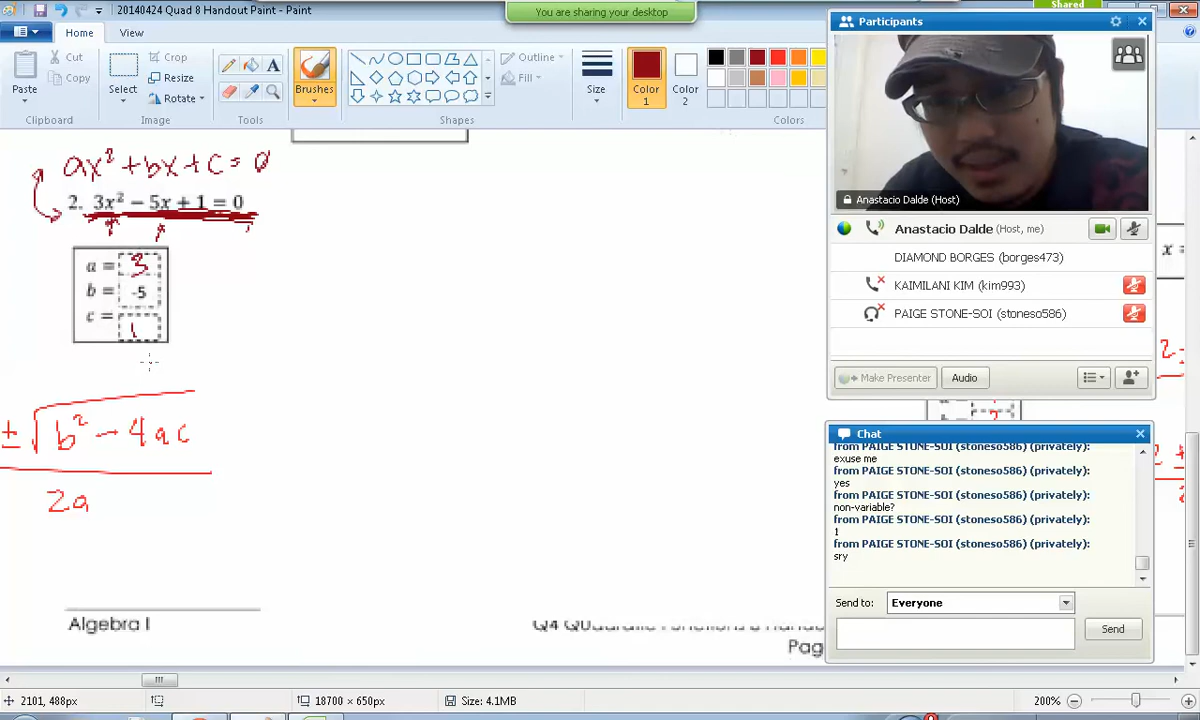 20140424 Quad 8 Handout Paint - Paint
You are sharing your desktop
Shared
Home
View
Paste
Cut
Copy
Clipboard
Select
Crop
Resize
Rotate
Image
Tools
Brushes
Shapes
Outline
Fill
Size
Color 1
Color 2
Colors
ax² + bx + c = 0
2. 3x² − 5x + 1 = 0
a = 3
b = -5
c = 1
± √b² − 4ac
2a
Algebra I
x =
Participants
Anastacio Dalde (Host)
Anastacio Dalde (Host, me)
DIAMOND BORGES (borges473)
KAIMILANI KIM (kim993)
PAIGE STONE-SOI (stoneso586)
Make Presenter
Audio
Chat
from PAIGE STONE-SOI (stoneso586) (privately):
exuse me
from PAIGE STONE-SOI (stoneso586) (privately):
yes
from PAIGE STONE-SOI (stoneso586) (privately):
non-variable?
from PAIGE STONE-SOI (stoneso586) (privately):
1
from PAIGE STONE-SOI (stoneso586) (privately):
sry
Send to: Everyone
Send
2101, 488px
18700 × 650px
Size: 4.1MB
200%